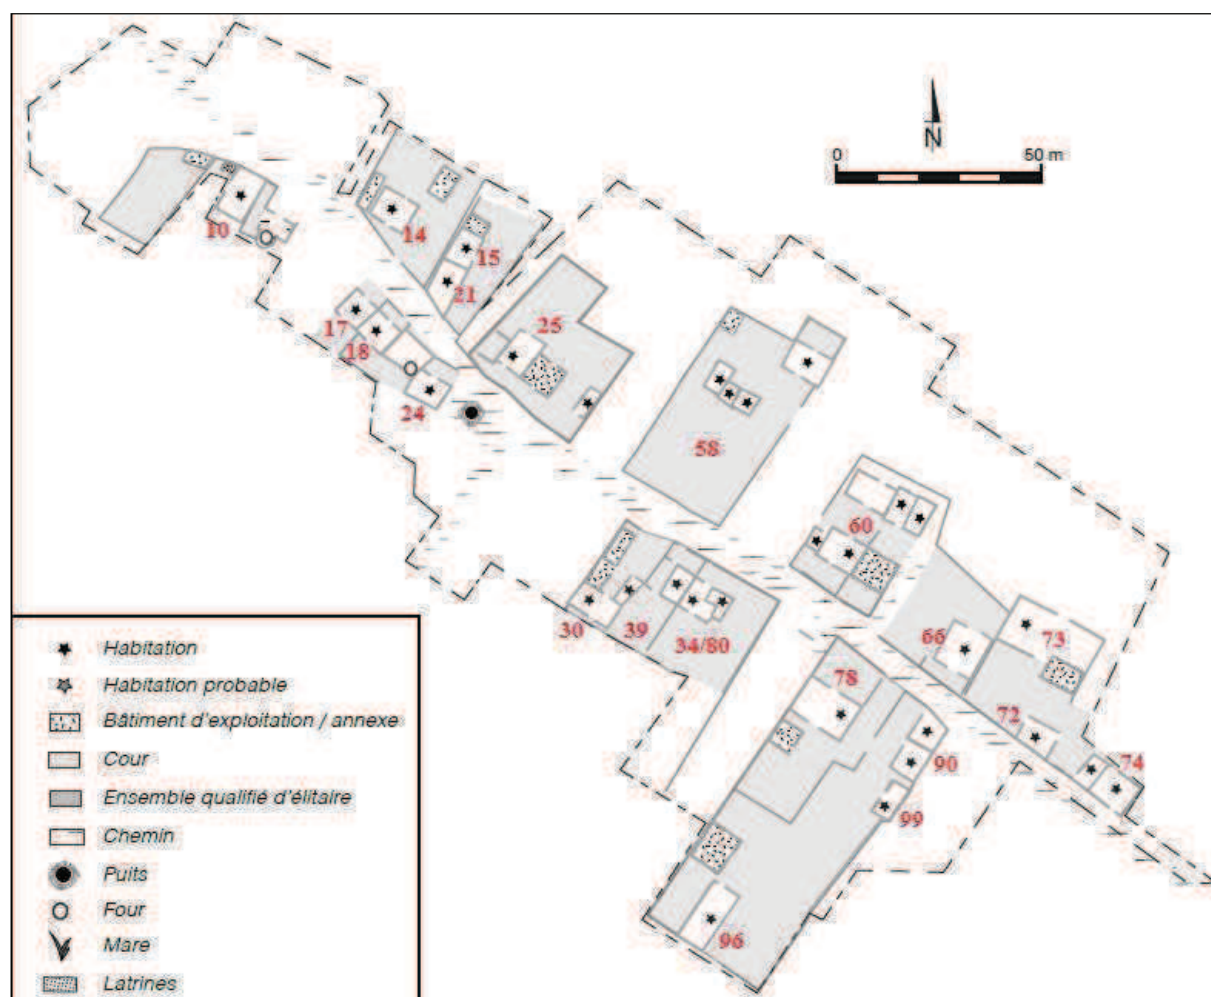 N
0 50 m
10
14
15
21
17
18
24
25
58
60
30
39
34/80
66
73
78
72
74
90
99
96
Habitation
Habitation probable
Bâtiment d'exploitation / annexe
Cour
Ensemble qualifié d'élitaire
Chemin
Puits
Four
Mare
Latrines